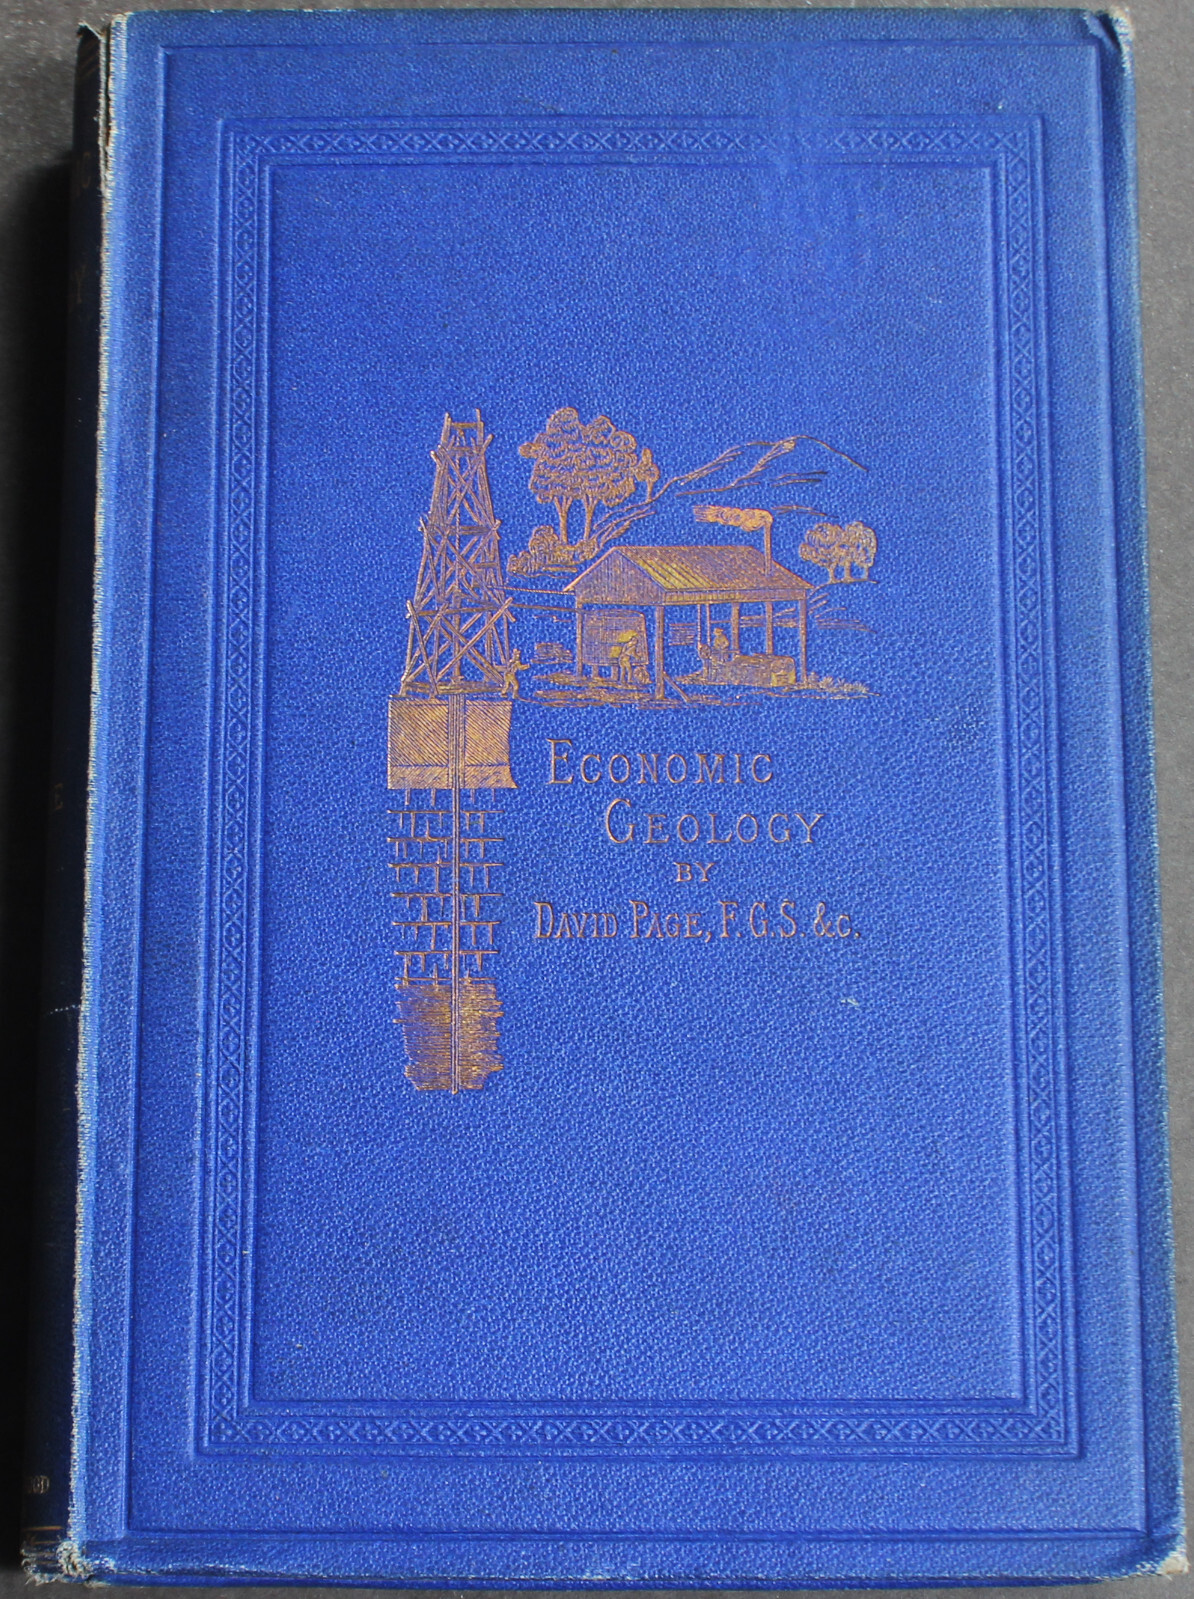 ECONOMIC
GEOLOGY
BY
DAVID PAGE, F.G.S. &C.